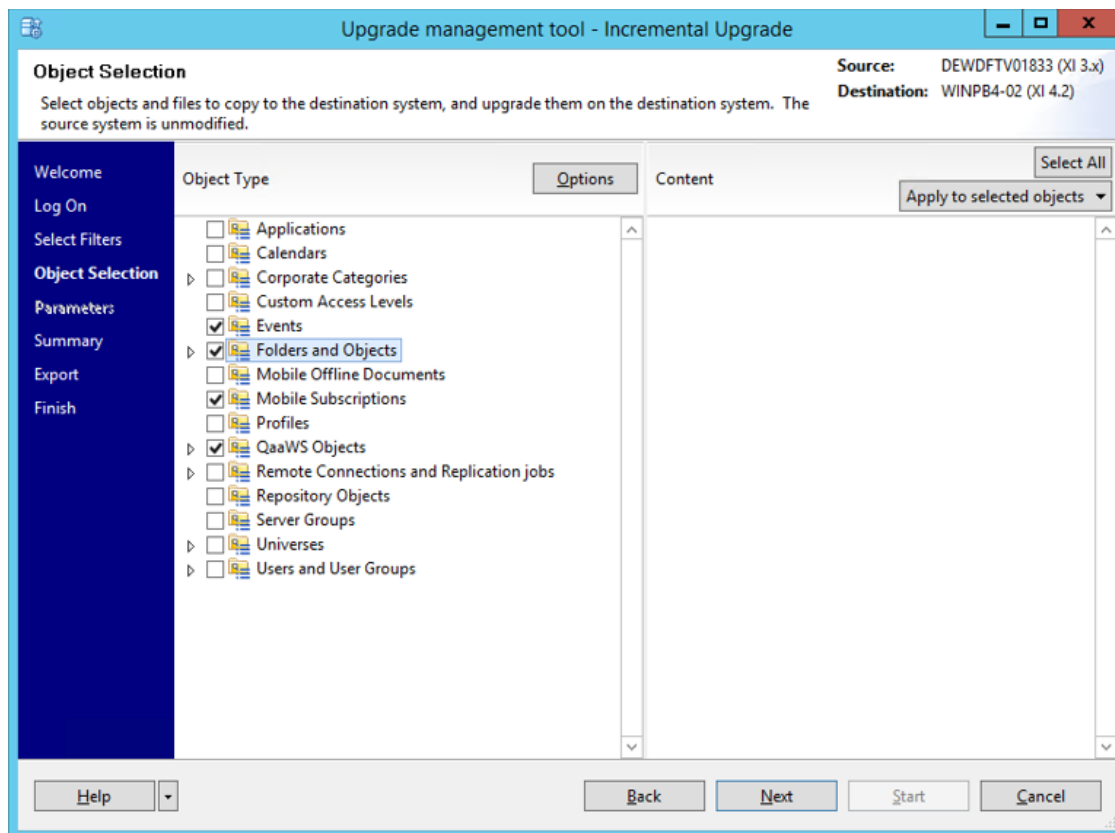 Upgrade management tool - Incremental Upgrade
Object Selection
Select objects and files to copy to the destination system, and upgrade them on the destination system. The
source system is unmodified.
Source: DEWDFTV01833 (XI 3.x)
Destination: WINPB4-02 (XI 4.2)
Welcome
Log On
Select Filters
Object Selection
Parameters
Summary
Export
Finish
Object Type
Options
Applications
Calendars
Corporate Categories
Custom Access Levels
Events
Folders and Objects
Mobile Offline Documents
Mobile Subscriptions
Profiles
QaaWS Objects
Remote Connections and Replication jobs
Repository Objects
Server Groups
Universes
Users and User Groups
Content
Select All
Apply to selected objects
Help
Back
Next
Start
Cancel